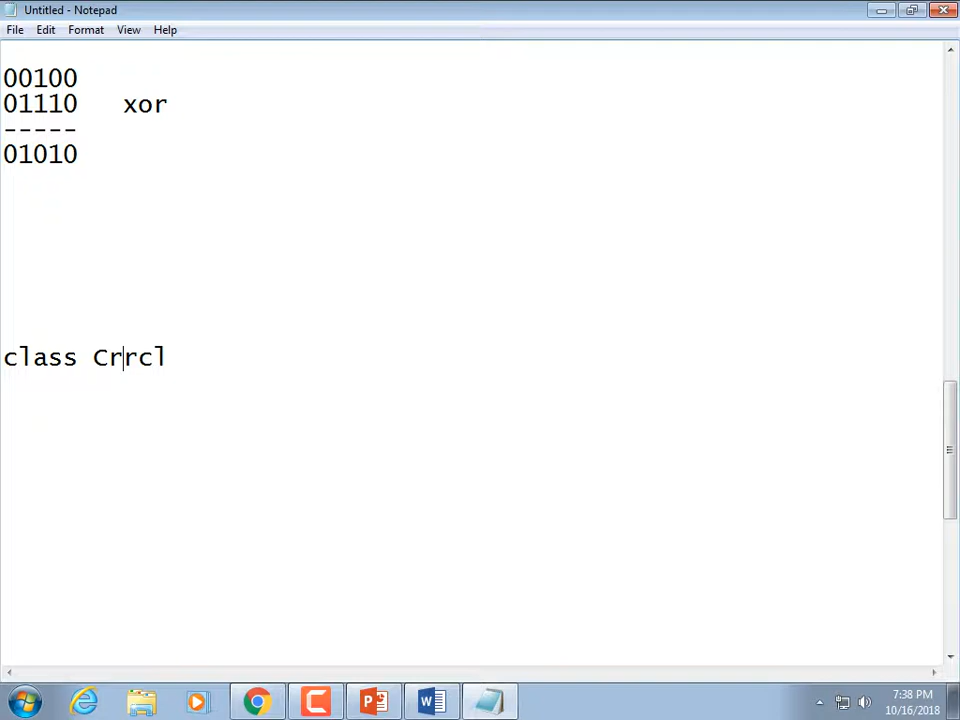 Untitled - Notepad
File Edit Format View Help
00100
01110 xor
-----
01010
class Crrcl
7:38 PM
10/16/2018